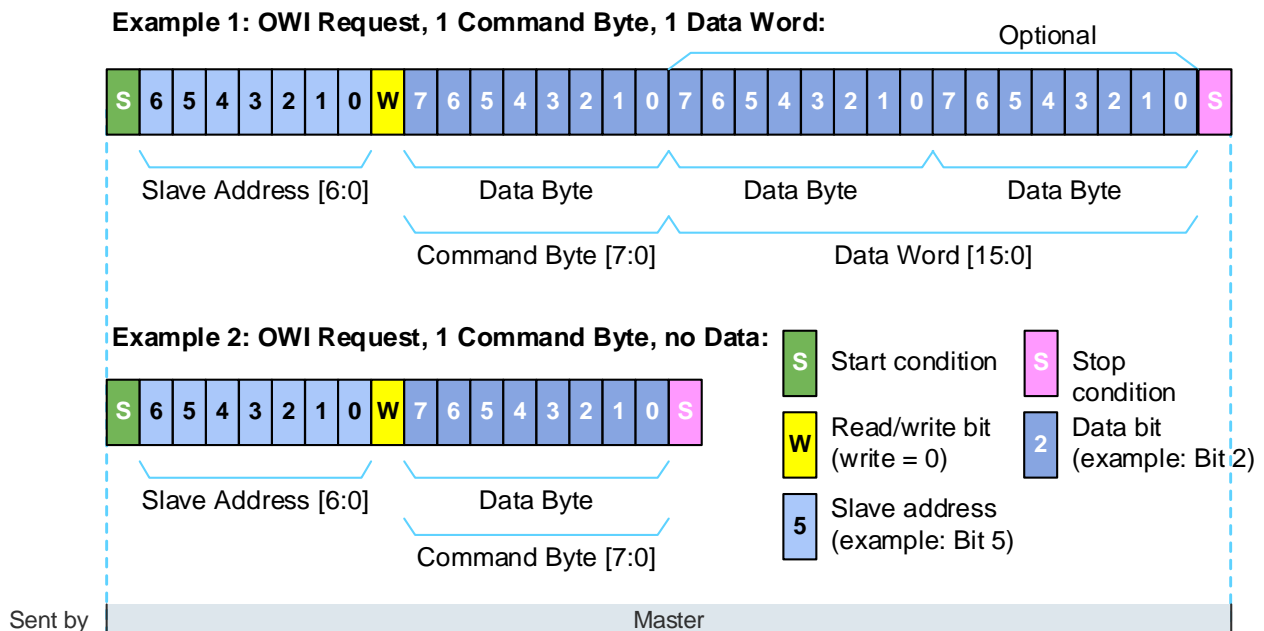 Example 1: OWI Request, 1 Command Byte, 1 Data Word:
Optional
S 6 5 4 3 2 1 0 W 7 6 5 4 3 2 1 0 7 6 5 4 3 2 1 0 7 6 5 4 3 2 1 0 S
Slave Address [6:0] Data Byte Data Byte Data Byte
Command Byte [7:0] Data Word [15:0]
Example 2: OWI Request, 1 Command Byte, no Data:
S 6 5 4 3 2 1 0 W 7 6 5 4 3 2 1 0 S
Slave Address [6:0] Data Byte
Command Byte [7:0]
S Start condition
S Stop
condition
W Read/write bit
(write = 0)
2 Data bit
(example: Bit 2)
5 Slave address
(example: Bit 5)
Sent by Master